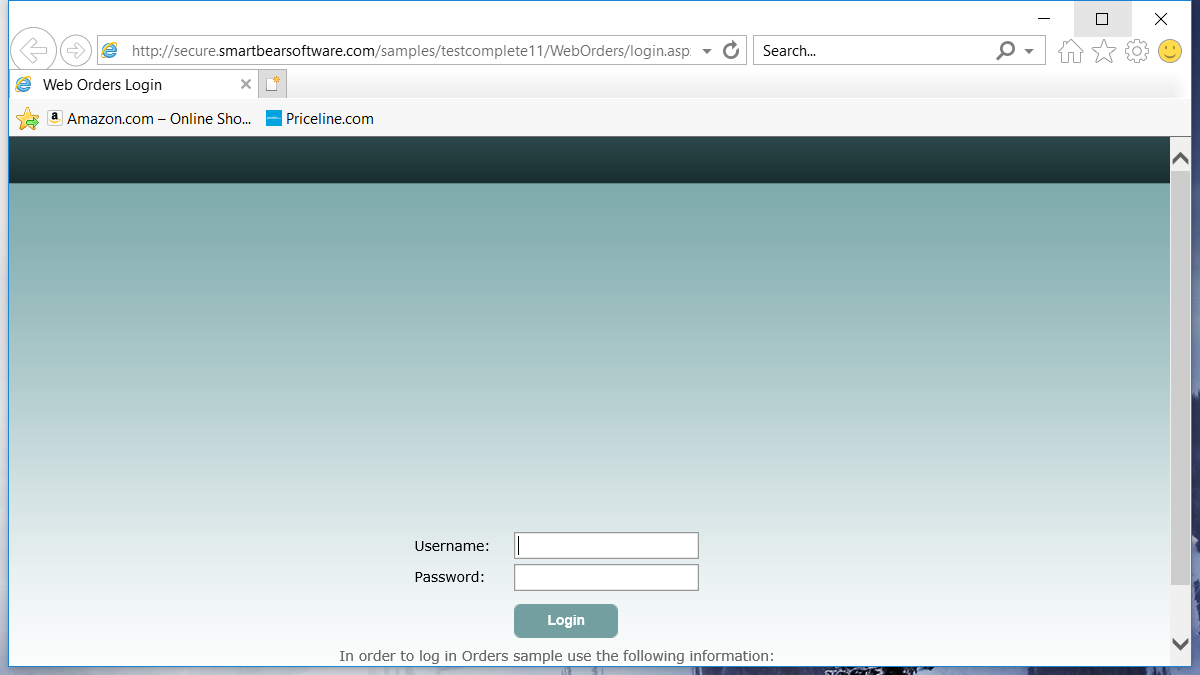 http://secure.smartbearsoftware.com/samples/testcomplete11/WebOrders/login.asp
Search...
Web Orders Login
a Amazon.com – Online Sho...
Priceline.com
Username:
Password:
Login
In order to log in Orders sample use the following information: